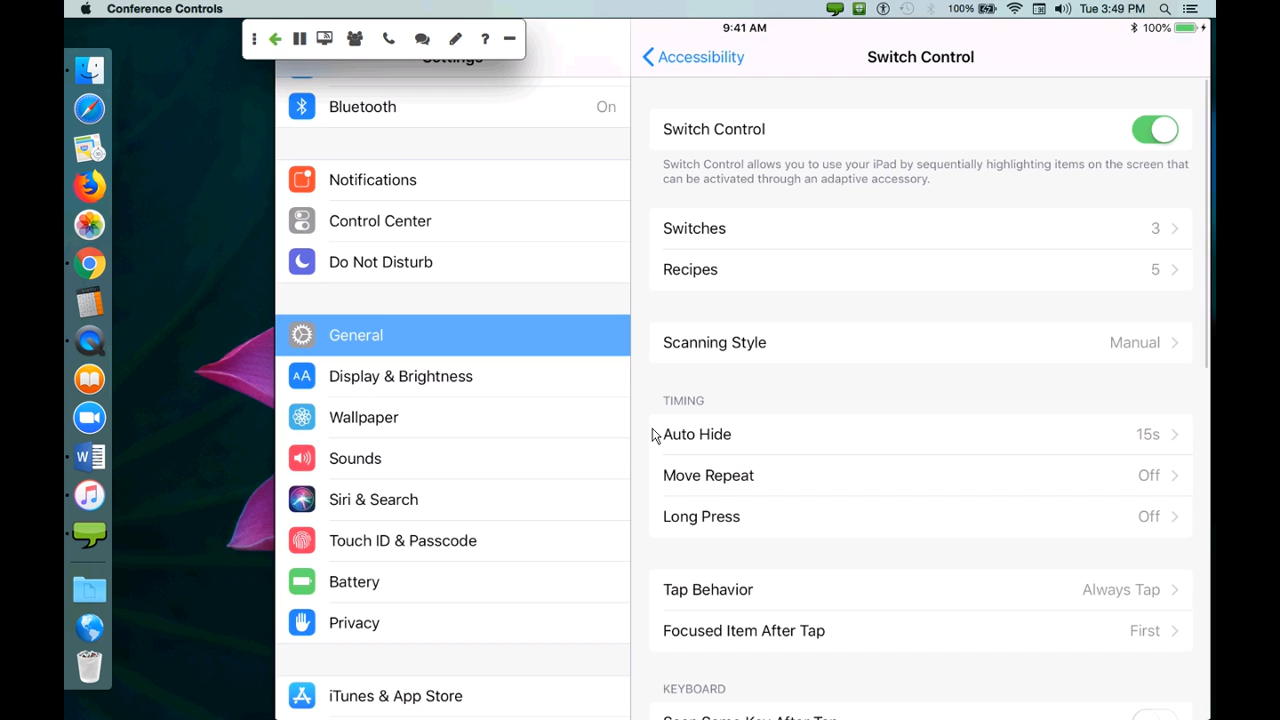 Conference Controls
100%
Tue 3:49 PM
?
Settings
Bluetooth
On
Notifications
Control Center
Do Not Disturb
General
AA
Display & Brightness
Wallpaper
Sounds
Siri & Search
Touch ID & Passcode
Battery
Privacy
iTunes & App Store
W
9:41 AM
100%
Accessibility
Switch Control
Switch Control
Switch Control allows you to use your iPad by sequentially highlighting items on the screen that
can be activated through an adaptive accessory.
Switches 3
Recipes 5
Scanning Style Manual
TIMING
Auto Hide 15s
Move Repeat Off
Long Press Off
Tap Behavior Always Tap
Focused Item After Tap First
KEYBOARD